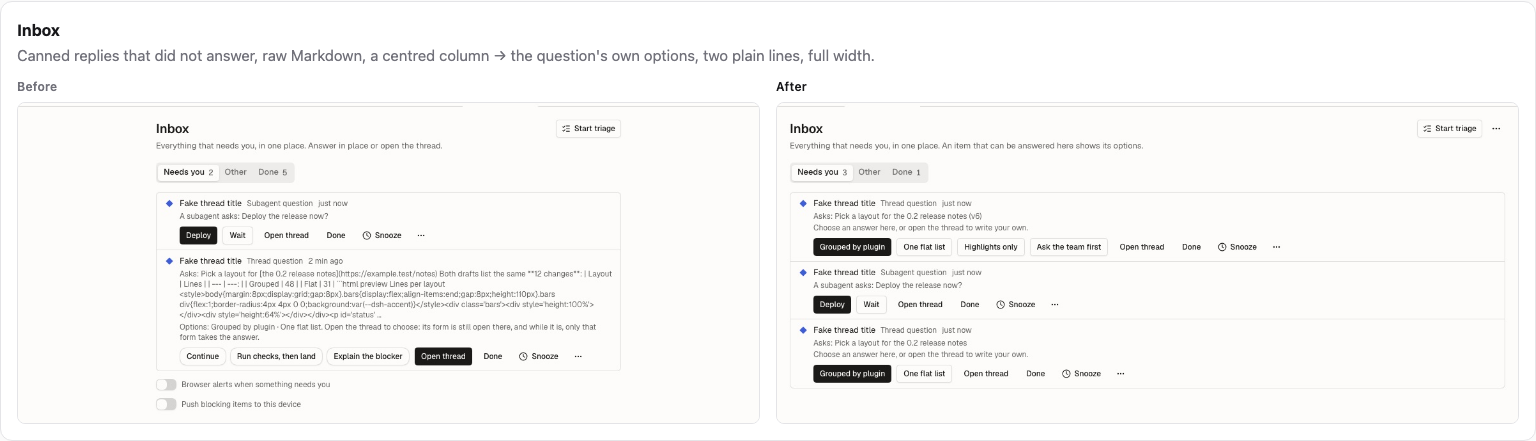 Inbox
Canned replies that did not answer, raw Markdown, a centred column → the question's own options, two plain lines, full width.
Before
Inbox
Start triage
Everything that needs you, in one place. Answer in place or open the thread.
Needs you 2 Other Done 5
Fake thread title Subagent question just now
A subagent asks: Deploy the release now?
Deploy Wait Open thread Done Snooze ···
Fake thread title Thread question 2 min ago
Asks: Pick a layout for [the 0.2 release notes](https://example.test/notes) Both drafts list the same **12 changes**: | Layout
| Lines | | --- | ---: | | Grouped | 48 | | Flat | 31 | ```html preview Lines per layout
<style>body{margin:8px;display:grid;gap:8px}.bars{display:flex;align-items:end;gap:8px;height:110px}.bars
div{flex:1;border-radius:4px 4px 0 0;background:var(--dsh-accent)}</style><div class='bars'><div style='height:100%'>
</div><div style='height:64%'></div></div><p id='status' …
Options: Grouped by plugin · One flat list. Open the thread to choose: its form is still open there, and while it is, only that
form takes the answer.
Continue Run checks, then land Explain the blocker Open thread Done Snooze ···
Browser alerts when something needs you
Push blocking items to this device
After
Inbox
Start triage ···
Everything that needs you, in one place. An item that can be answered here shows its options.
Needs you 3 Other Done 1
Fake thread title Thread question just now
Asks: Pick a layout for the 0.2 release notes (v6)
Choose an answer here, or open the thread to write your own.
Grouped by plugin One flat list Highlights only Ask the team first Open thread Done Snooze ···
Fake thread title Subagent question just now
A subagent asks: Deploy the release now?
Deploy Wait Open thread Done Snooze ···
Fake thread title Thread question just now
Asks: Pick a layout for the 0.2 release notes
Choose an answer here, or open the thread to write your own.
Grouped by plugin One flat list Open thread Done Snooze ···